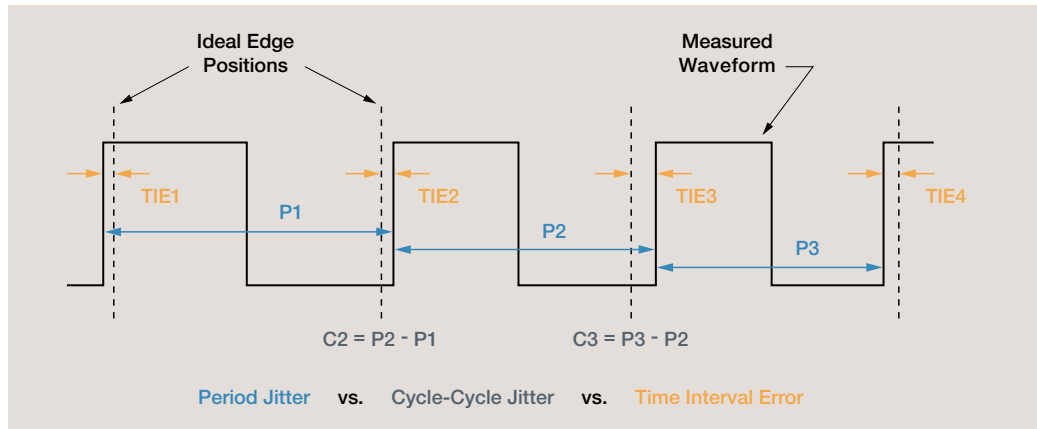 Ideal Edge
Positions
Measured
Waveform
TIE1
TIE2
TIE3
TIE4
P1
P2
P3
C2 = P2 - P1
C3 = P3 - P2
Period Jitter vs. Cycle-Cycle Jitter vs. Time Interval Error